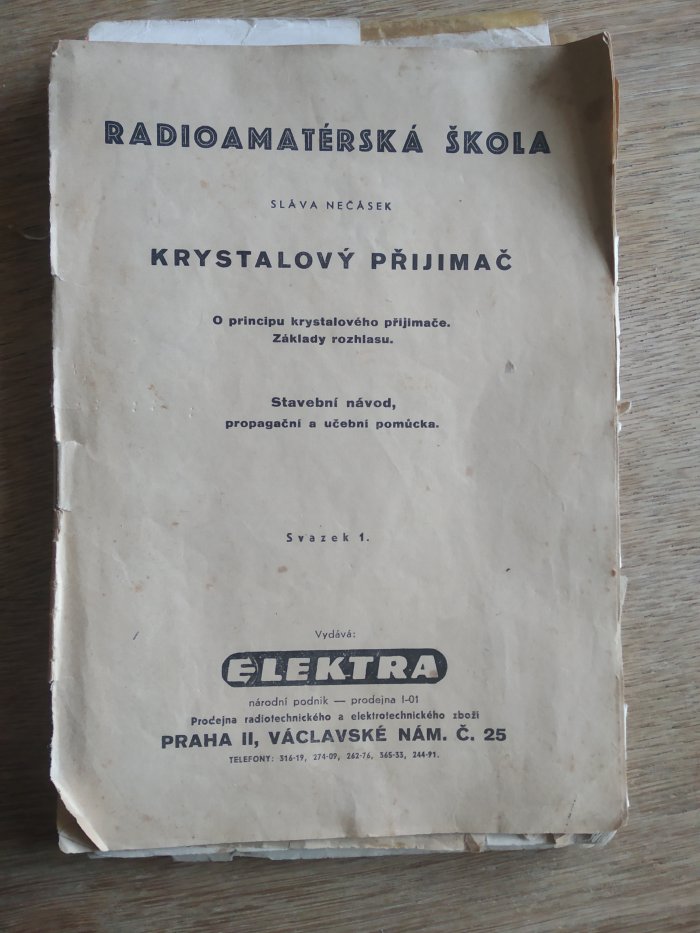 RADIOAMATÉRSKÁ ŠKOLA
SLÁVA NEČÁSEK
KRYSTALOVÝ PŘIJIMAČ
O principu krystalového přijimače.
Základy rozhlasu.
Stavební návod,
propagační a učební pomůcka.
Svazek 1.
Vydává:
ELEKTRA
národní podnik — prodejna I-01
Prodejna radiotechnického a elektrotechnického zboží
PRAHA II, VÁCLAVSKÉ NÁM. Č. 25
TELEFONY: 316-19, 274-09, 262-76, 365-33, 244-91.